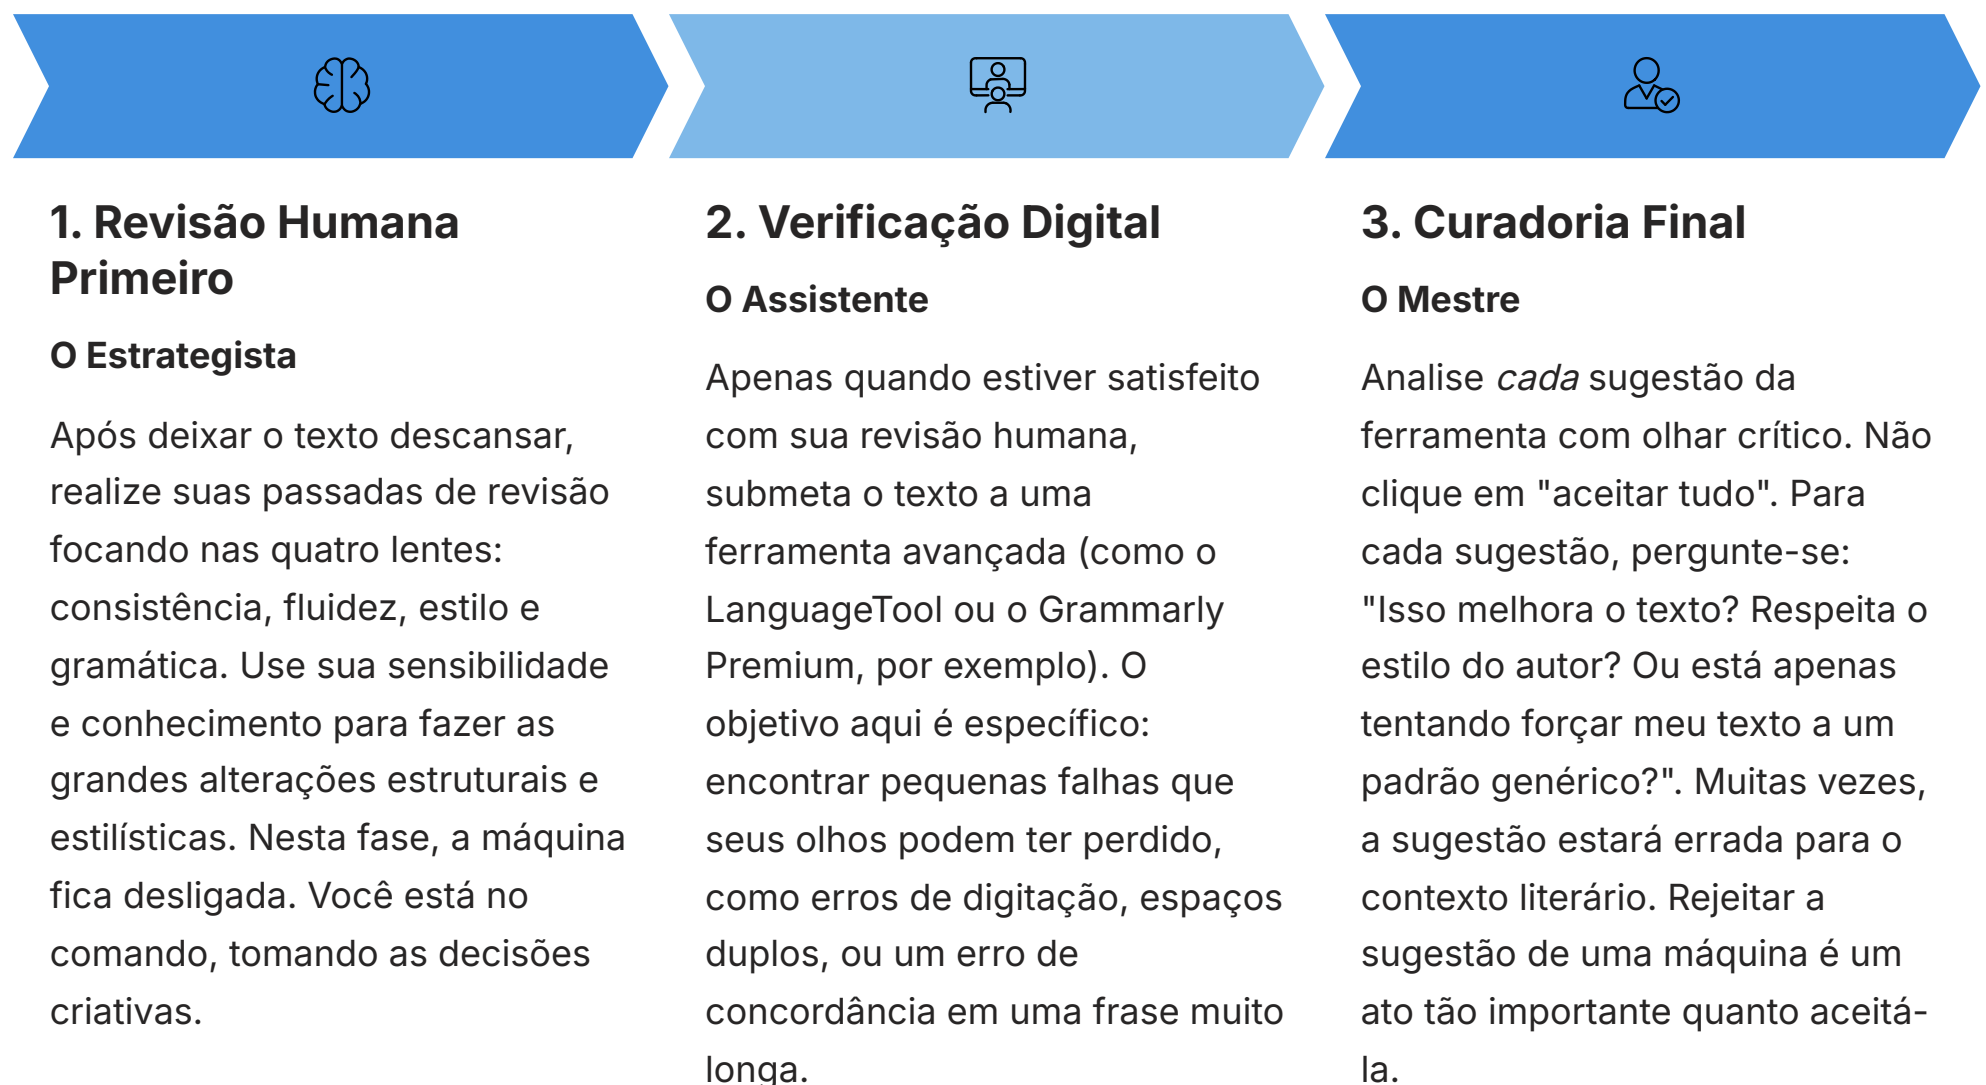 1. Revisão Humana
Primeiro
O Estrategista
Após deixar o texto descansar,
realize suas passadas de revisão
focando nas quatro lentes:
consistência, fluidez, estilo e
gramática. Use sua sensibilidade
e conhecimento para fazer as
grandes alterações estruturais e
estilísticas. Nesta fase, a máquina
fica desligada. Você está no
comando, tomando as decisões
criativas.
2. Verificação Digital
O Assistente
Apenas quando estiver satisfeito
com sua revisão humana,
submeta o texto a uma
ferramenta avançada (como o
LanguageTool ou o Grammarly
Premium, por exemplo). O
objetivo aqui é específico:
encontrar pequenas falhas que
seus olhos podem ter perdido,
como erros de digitação, espaços
duplos, ou um erro de
concordância em uma frase muito
longa.
3. Curadoria Final
O Mestre
Analise cada sugestão da
ferramenta com olhar crítico. Não
clique em "aceitar tudo". Para
cada sugestão, pergunte-se:
"Isso melhora o texto? Respeita o
estilo do autor? Ou está apenas
tentando forçar meu texto a um
padrão genérico?". Muitas vezes,
a sugestão estará errada para o
contexto literário. Rejeitar a
sugestão de uma máquina é um
ato tão importante quanto aceitá-
la.